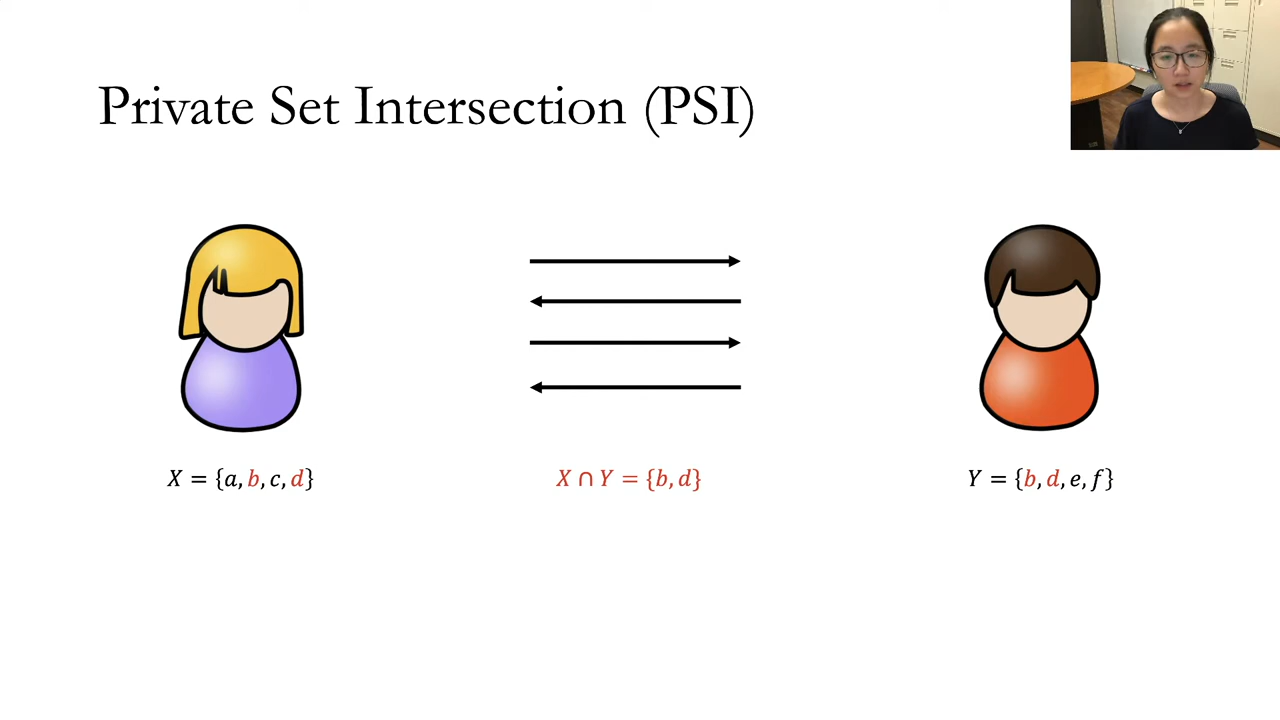 Private Set Intersection (PSI)
X = {a, b, c, d}
X ∩ Y = {b, d}
Y = {b, d, e, f}